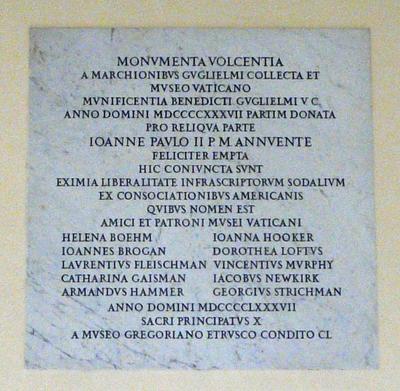 MONVMENTA VOLCENTIA
A MARCHIONIBVS GVGLIELMI COLLECTA ET
MVSEO VATICANO
MVNIFICENTIA BENEDICTI GVGLIELMI V C
ANNO DOMINI MDCCCCXXXVII PARTIM DONATA
PRO RELIQVA PARTE
IOANNE PAVLO II P M ANNVENTE
FELICITER EMPTA
HIC CONIVNCTA SVNT
EXIMIA LIBERALITATE INFRASCRIPTORVM SODALIVM
EX CONSOCIATIONIBVS AMERICANIS
QVIBVS NOMEN EST
AMICI ET PATRONI MVSEI VATICANI
HELENA BOEHM IOANNA HOOKER
IOANNES BROGAN DOROTHEA LOFTVS
LAVRENTIVS FLEISCHMAN VINCENTIVS MVRPHY
CATHARINA GAISMAN IACOBVS NEWKIRK
ARMANDVS HAMMER GEORGIVS STRICHMAN
ANNO DOMINI MDCCCCLXXXVII
SACRI PRINCIPATVS X
A MVSEO GREGORIANO ETRVSCO CONDITO CL